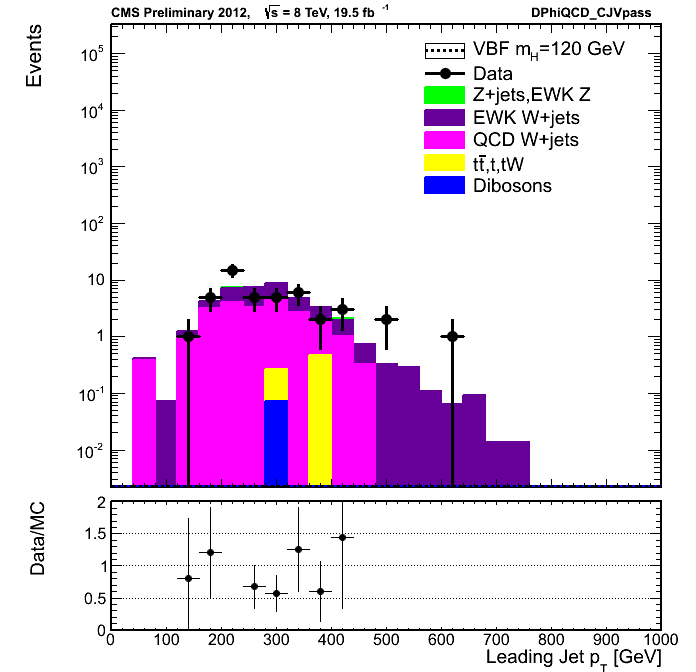 CMS Preliminary 2012, √s = 8 TeV, 19.5 fb⁻¹ DPhiQCD_CJVpass
Events
10⁵
10⁴
10³
10²
10
1
10⁻¹
10⁻²
VBF m_H=120 GeV
Data
Z+jets,EWK Z
EWK W+jets
QCD W+jets
tt̄,t,tW
Dibosons
Data/MC
2
1.5
1
0.5
0
0 100 200 300 400 500 600 700 800 900 1000
Leading Jet p_T [GeV]